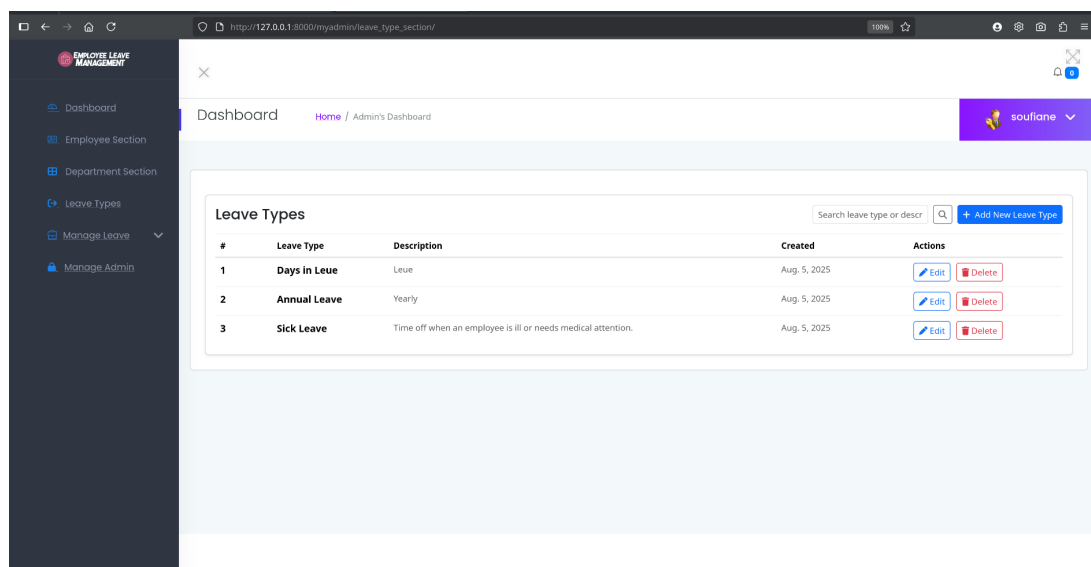 http://127.0.0.1:8000/myadmin/leave_type_section/
100%
EMPLOYEE LEAVE
MANAGEMENT
0
Dashboard
Employee Section
Department Section
Leave Types
Manage Leave
Manage Admin
Dashboard Home / Admin's Dashboard
soufiane
Leave Types
Search leave type or descr
+ Add New Leave Type
# Leave Type Description Created Actions
1 Days in Leue Leue Aug. 5, 2025 Edit Delete
2 Annual Leave Yearly Aug. 5, 2025 Edit Delete
3 Sick Leave Time off when an employee is ill or needs medical attention. Aug. 5, 2025 Edit Delete